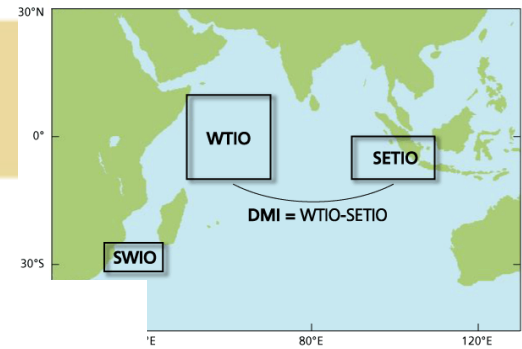 30°N
WTIO
0°
SETIO
DMI = WTIO-SETIO
SWIO
30°S
°E 80°E 120°E